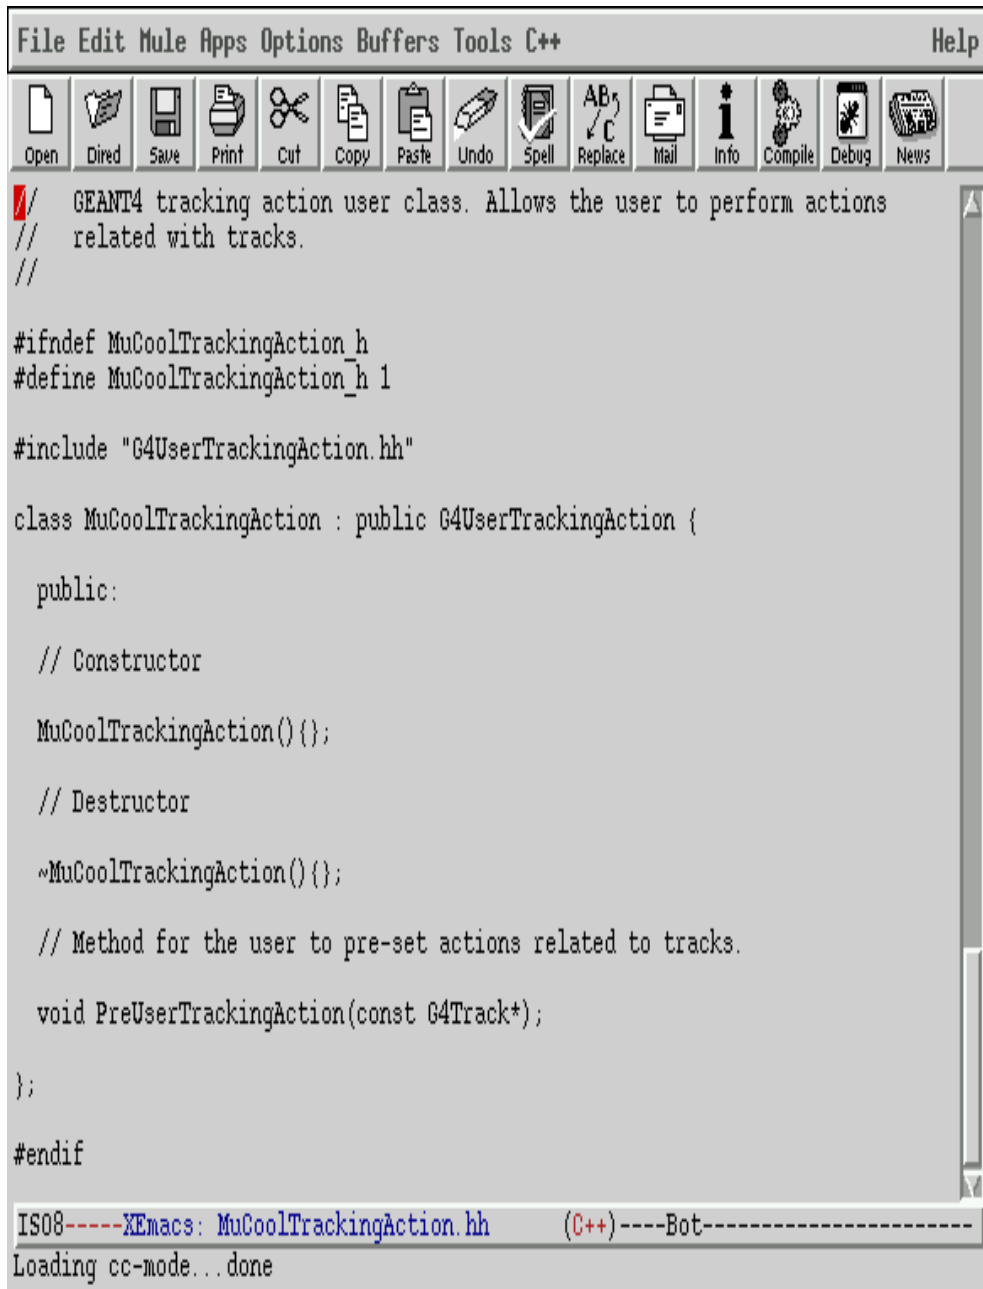 File Edit Mule Apps Options Buffers Tools C++ Help
Open Dired Save Print Cut Copy Paste Undo Spell Replace Mail Info Compile Debug News
//   GEANT4 tracking action user class. Allows the user to perform actions
//   related with tracks.
//
#ifndef MuCoolTrackingAction_h
#define MuCoolTrackingAction_h 1
#include "G4UserTrackingAction.hh"
class MuCoolTrackingAction : public G4UserTrackingAction {
  public:
  // Constructor
  MuCoolTrackingAction(){};
  // Destructor
  ~MuCoolTrackingAction(){};
  // Method for the user to pre-set actions related to tracks.
  void PreUserTrackingAction(const G4Track*);
};
#endif
ISO8-----XEmacs: MuCoolTrackingAction.hh      (C++)----Bot-----------------------
Loading cc-mode...done